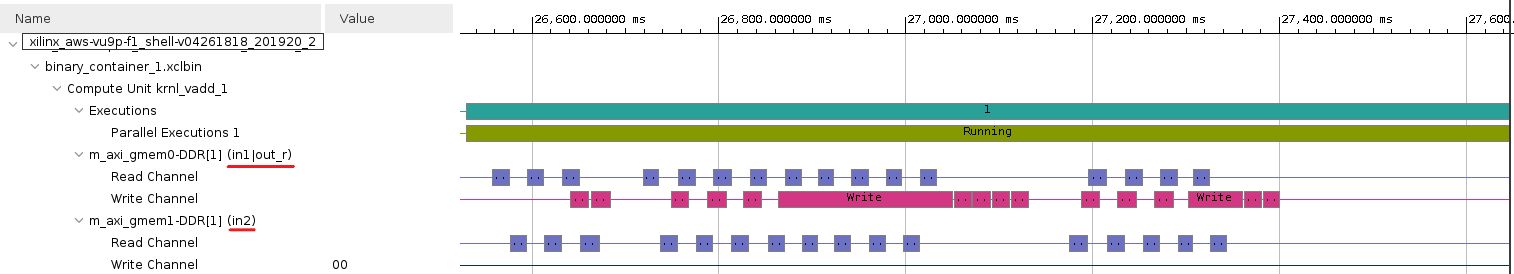 Name Value 26,600.000000 ms 26,800.000000 ms 27,000.000000 ms 27,200.000000 ms 27,400.000000 ms 27,600.
xilinx_aws-vu9p-f1_shell-v04261818_201920_2
binary_container_1.xclbin
Compute Unit krnl_vadd_1
Executions 1
Parallel Executions 1 Running
m_axi_gmem0-DDR[1] (in1|out_r)
Read Channel .. .. .. .. .. .. .. .. .. .. .. .. .. .. .. ..
Write Channel .. .. .. .. .. Write .. .. .. .. .. .. .. Write .. ..
m_axi_gmem1-DDR[1] (in2)
Read Channel .. .. .. .. .. .. .. .. .. .. .. .. .. .. .. ..
Write Channel 00